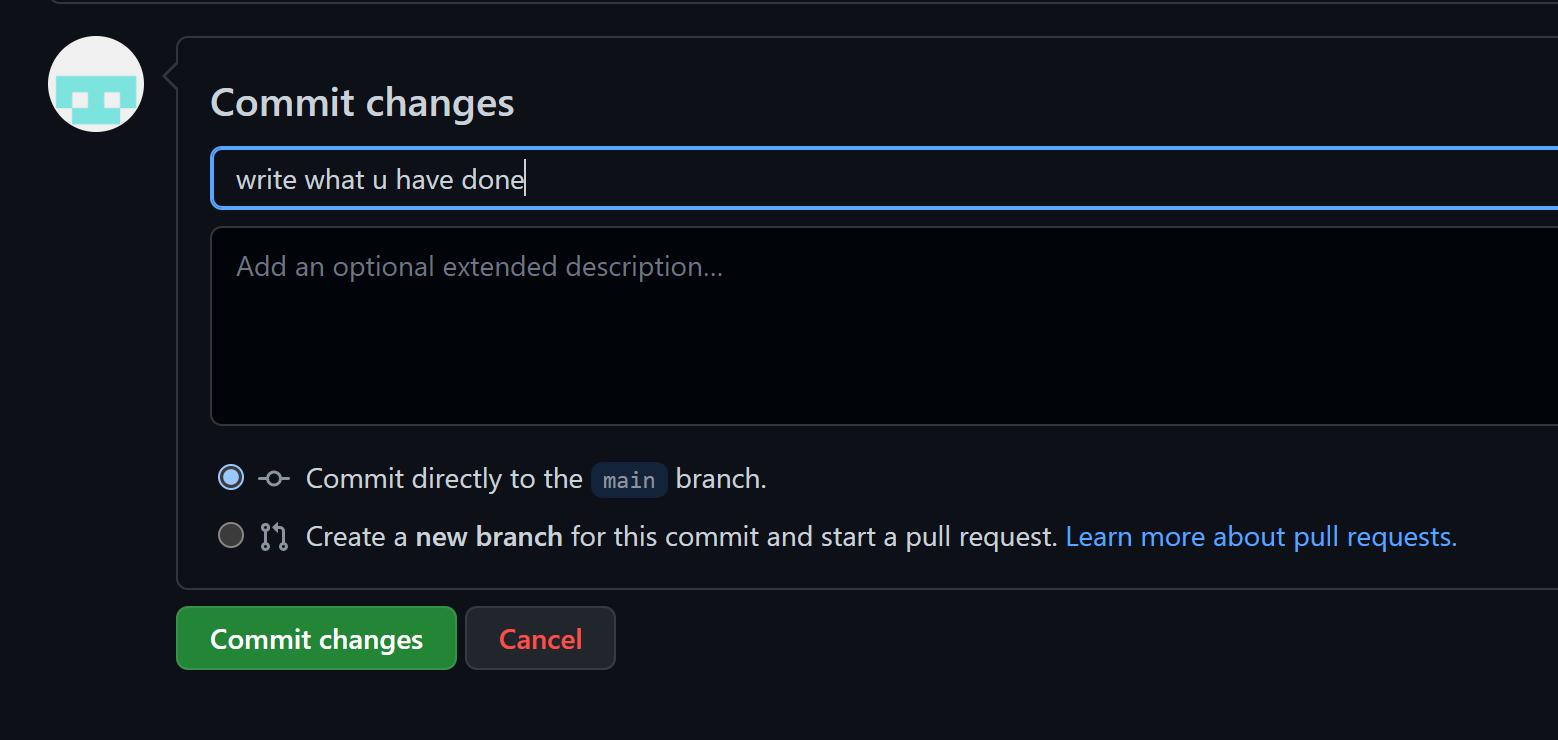 Commit changes
write what u have done
Add an optional extended description...
Commit directly to the main branch.
Create a new branch for this commit and start a pull request. Learn more about pull requests.
Commit changes Cancel